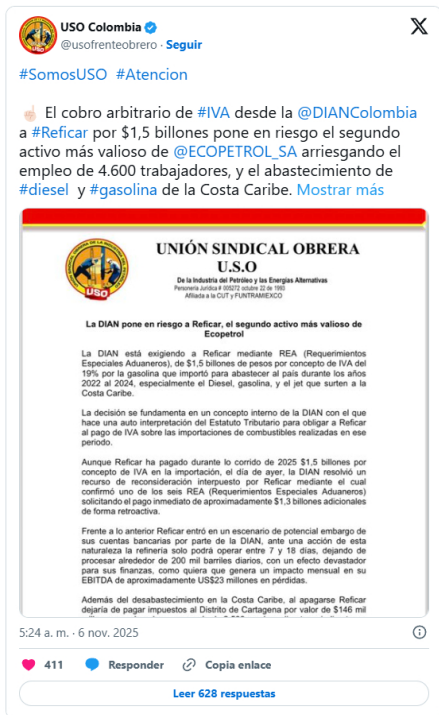 USO Colombia
@usofrenteobrero · Seguir
#SomosUSO #Atencion
☝🏻 El cobro arbitrario de #IVA desde la @DIANColombia
a #Reficar por $1,5 billones pone en riesgo el segundo
activo más valioso de @ECOPETROL_SA arriesgando el
empleo de 4.600 trabajadores, y el abastecimiento de
#diesel y #gasolina de la Costa Caribe. Mostrar más
USO
UNIÓN SINDICAL OBRERA
U.S.O
De la Industria del Petróleo y las Energías Alternativas
Personería Jurídica # 005272 octubre 22 de 1993
Afiliada a la CUT y FUNTRAMIEXCO
La DIAN pone en riesgo a Reficar, el segundo activo más valioso de
Ecopetrol
La DIAN está exigiendo a Reficar mediante REA (Requerimientos
Especiales Aduaneros), de $1,5 billones de pesos por concepto de IVA del
19% por la gasolina que importó para abastecer al país durante los años
2022 al 2024, especialmente el Diesel, gasolina, y el jet que surten a la
Costa Caribe.
La decisión se fundamenta en un concepto interno de la DIAN con el que
hace una auto interpretación del Estatuto Tributario para obligar a Reficar
al pago de IVA sobre las importaciones de combustibles realizadas en ese
periodo.
Aunque Reficar ha pagado durante lo corrido de 2025 $1,5 billones por
concepto de IVA en la importación, el día de ayer, la DIAN resolvió un
recurso de reconsideración interpuesto por Reficar mediante el cual
confirmó uno de los seis REA (Requerimientos Especiales Aduaneros)
solicitando el pago inmediato de aproximadamente $1,3 billones adicionales
de forma retroactiva.
Frente a lo anterior Reficar entró en un escenario de potencial embargo de
sus cuentas bancarias por parte de la DIAN, ante una acción de esta
naturaleza la refinería solo podrá operar entre 7 y 18 días, dejando de
procesar alrededor de 200 mil barriles diarios, con un efecto devastador
para sus finanzas, como quiera que genera un impacto mensual en su
EBITDA de aproximadamente US$23 millones en pérdidas.
Además del desabastecimiento en la Costa Caribe, al apagarse Reficar
dejaría de pagar impuestos al Distrito de Cartagena por valor de $146 mil
5:24 a. m. · 6 nov. 2025
411 Responder Copia enlace
Leer 628 respuestas